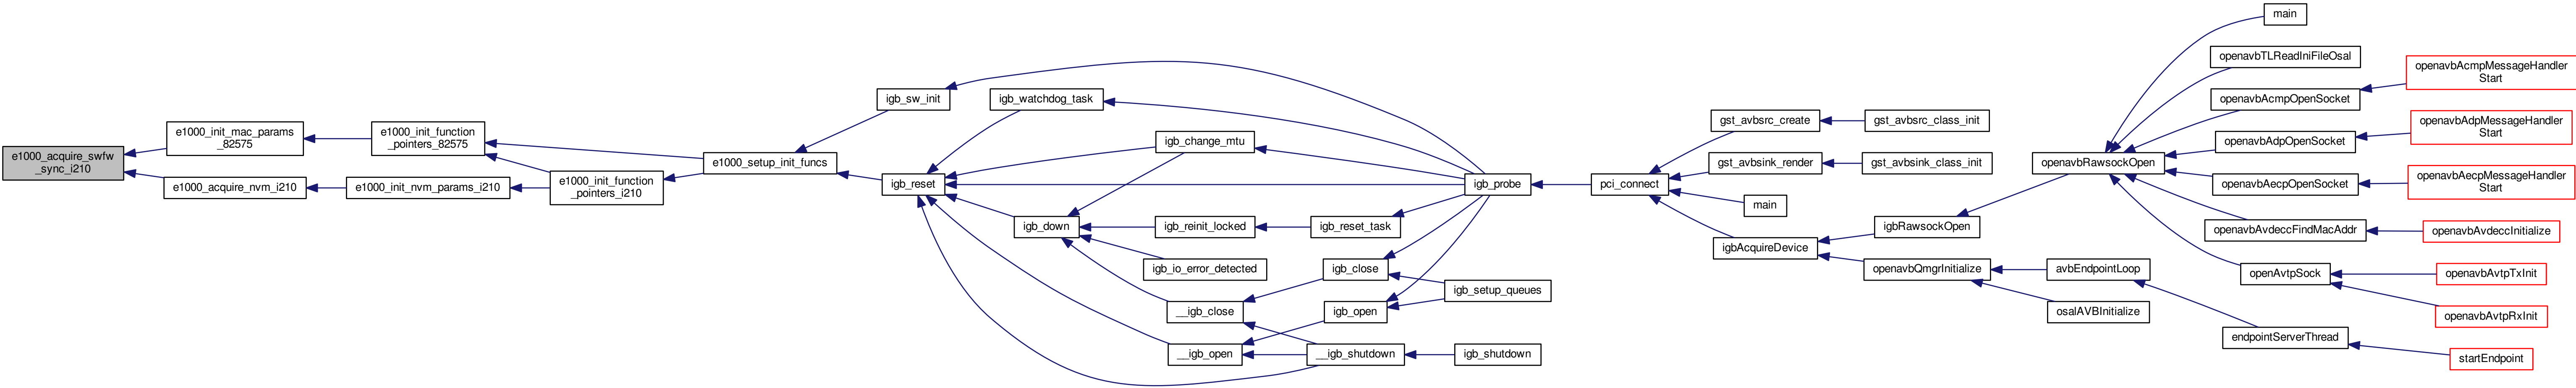 e1000_acquire_swfw
_sync_i210
e1000_init_mac_params
_82575
e1000_acquire_nvm_i210
e1000_init_function
_pointers_82575
e1000_init_nvm_params_i210
e1000_init_function
_pointers_i210
e1000_setup_init_funcs
igb_sw_init
igb_reset
igb_watchdog_task
igb_change_mtu
igb_down
igb_reinit_locked
igb_reset_task
igb_io_error_detected
__igb_close
igb_close
igb_setup_queues
igb_open
__igb_open
__igb_shutdown
igb_shutdown
igb_probe
pci_connect
gst_avbsrc_create
gst_avbsrc_class_init
gst_avbsink_render
gst_avbsink_class_init
main
igbAcquireDevice
igbRawsockOpen
openavbQmgrInitialize
avbEndpointLoop
osalAVBInitialize
openavbRawsockOpen
main
openavbTLReadIniFileOsal
openavbAcmpOpenSocket
openavbAcmpMessageHandler
Start
openavbAdpOpenSocket
openavbAdpMessageHandler
Start
openavbAecpOpenSocket
openavbAecpMessageHandler
Start
openavbAvdeccFindMacAddr
openavbAvdeccInitialize
openAvtpSock
openavbAvtpTxInit
openavbAvtpRxInit
endpointServerThread
startEndpoint